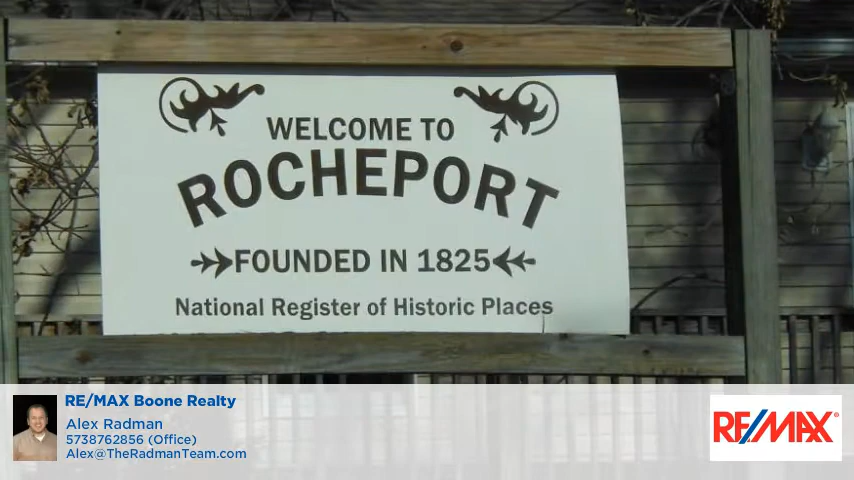 WELCOME TO
ROCHEPORT
FOUNDED IN 1825
National Register of Historic Places
RE/MAX Boone Realty
Alex Radman
5738762856 (Office)
Alex@TheRadmanTeam.com
RE/MAX®